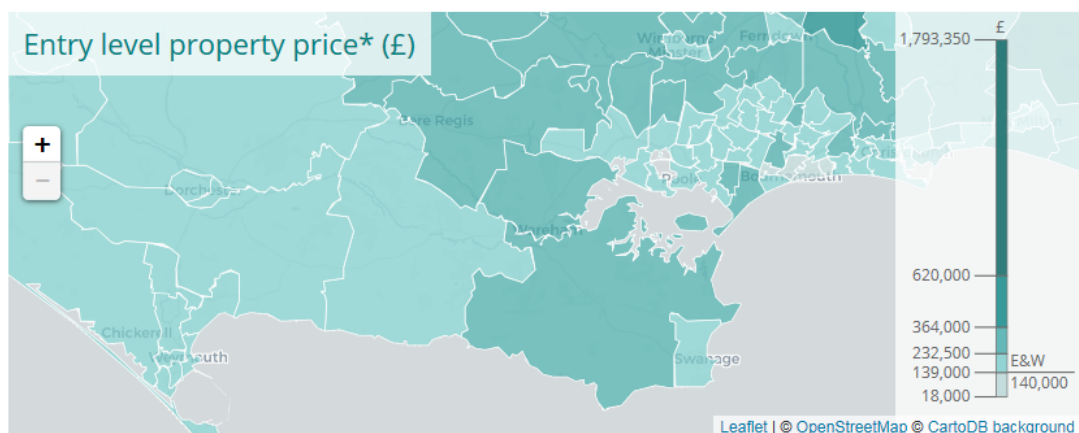 Entry level property price* (£)
+
−
Wimborne
Minster
Ferndown
Bere Regis
Dorchester
Poole
Bournemouth
Wareham
Chickerell
Weymouth
Swanage
£
1,793,350
620,000
364,000
232,500
139,000
18,000
E&W
140,000
Leaflet | © OpenStreetMap © CartoDB background